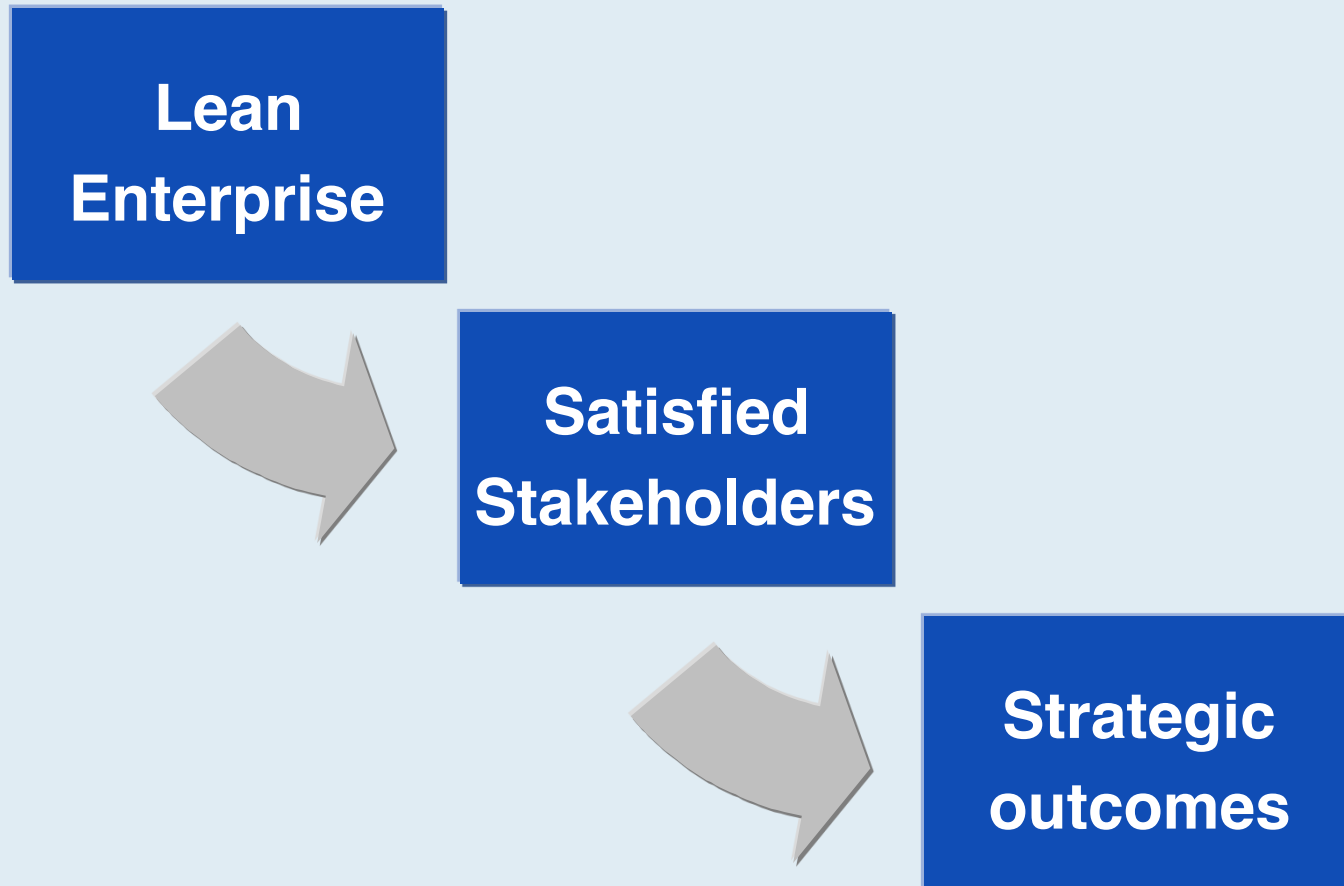 Lean
Enterprise
Satisfied
Stakeholders
Strategic
outcomes